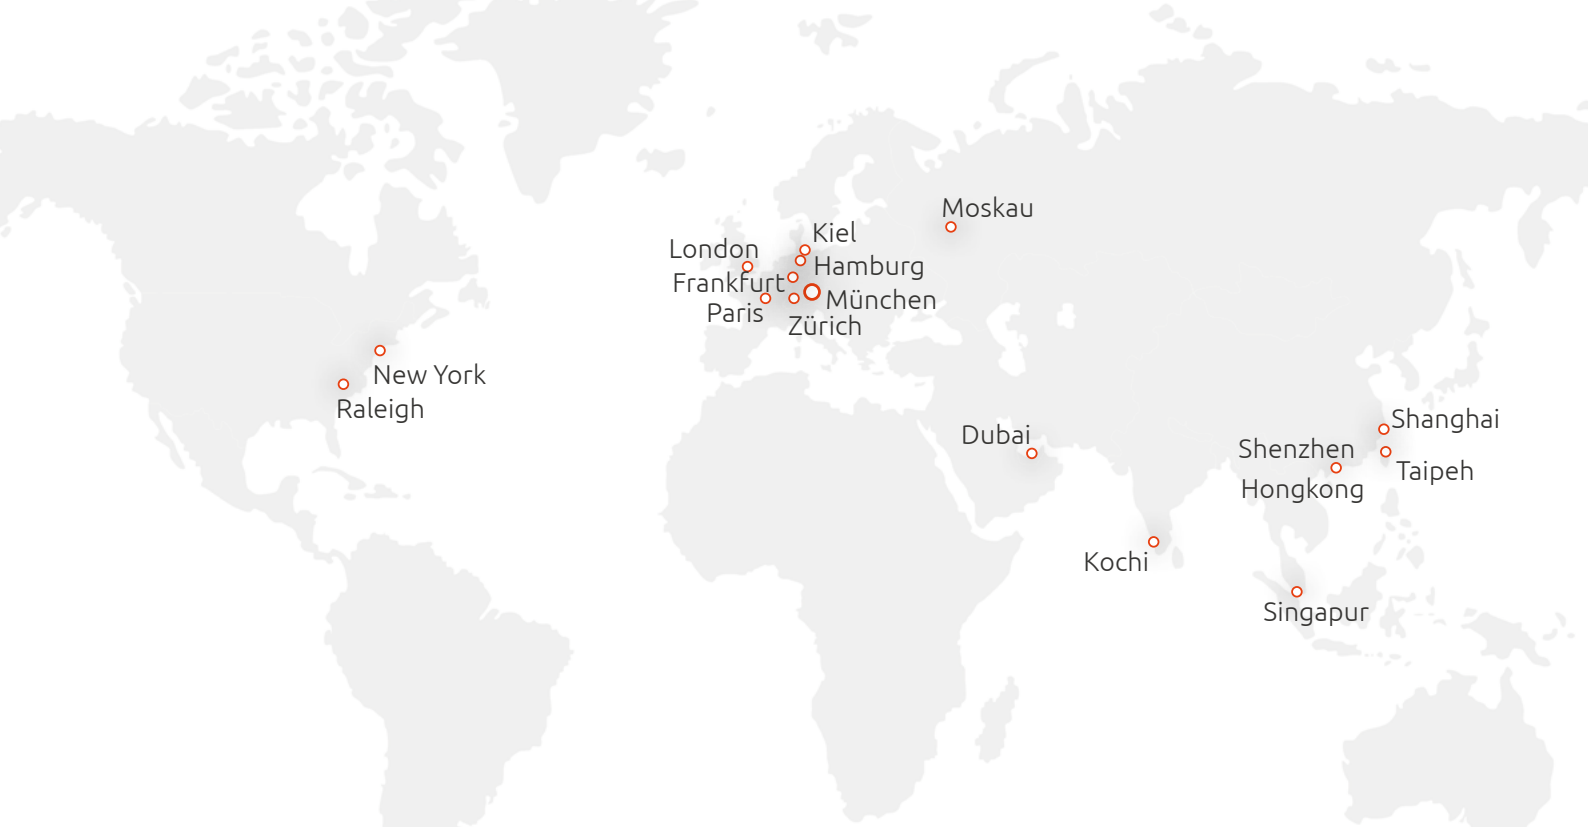 Moskau
Kiel
London
Hamburg
Frankfurt
München
Paris
Zürich
New York
Raleigh
Shanghai
Dubai
Shenzhen
Taipeh
Hongkong
Kochi
Singapur